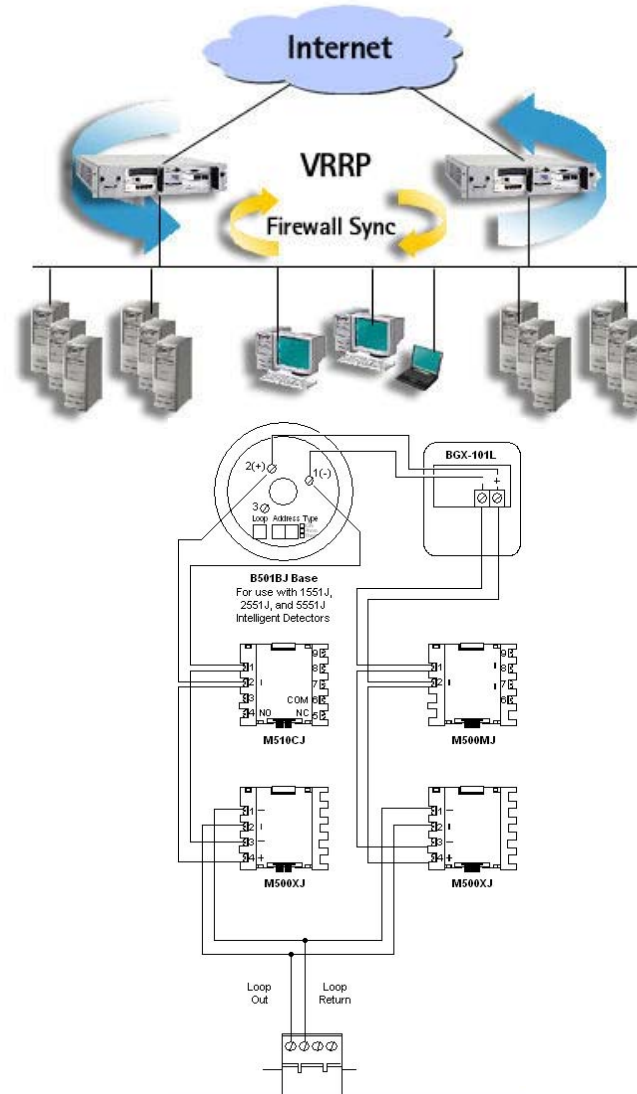 Internet
VRRP
Firewall Sync
BGX-101L
2(+)
1(-)
- +
3
Loop Address Type
B501BJ Base
For use with 1551J,
2551J, and 5551J
Intelligent Detectors
1
2
3
4 NO
9
8
7
COM 6
NC 5
M510CJ
1
2
9
8
7
6
M500MJ
1 -
2
3 -
4 +
M500XJ
1 -
2
3 -
4 +
M500XJ
Loop
Out
Loop
Return